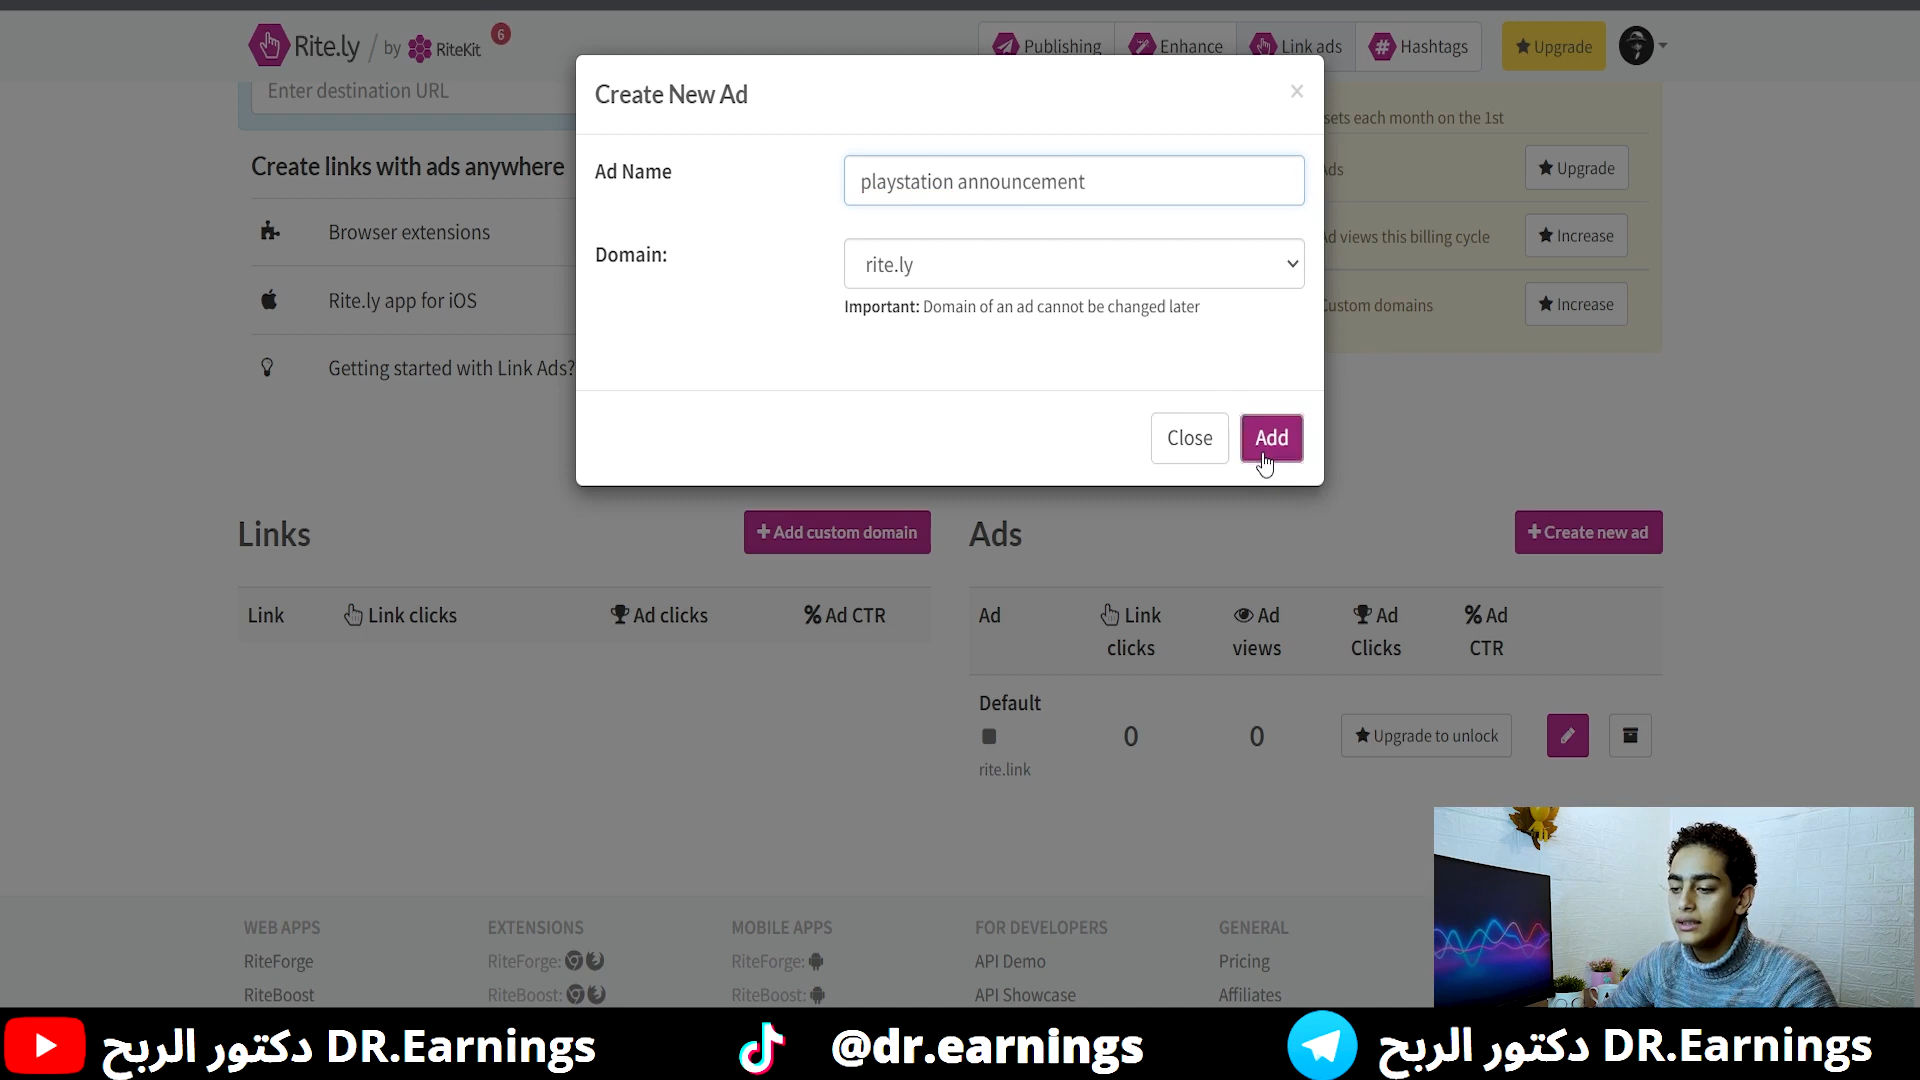 Rite.ly / by RiteKit 6
Publishing Enhance Link ads Hashtags Upgrade
Enter destination URL
Create links with ads anywhere
Browser extensions
Rite.ly app for iOS
Getting started with Link Ads?
Create New Ad ×
Ad Name playstation announcement
Domain: rite.ly
Important: Domain of an ad cannot be changed later
Close Add
sets each month on the 1st
Ads Upgrade
Ad views this billing cycle Increase
Custom domains Increase
Links + Add custom domain
Link Link clicks Ad clicks % Ad CTR
Ads + Create new ad
Ad Link clicks Ad views Ad Clicks % Ad CTR
Default 0 0 Upgrade to unlock
rite.link
WEB APPS EXTENSIONS MOBILE APPS FOR DEVELOPERS GENERAL
RiteForge RiteForge: RiteForge: API Demo Pricing
RiteBoost RiteBoost: RiteBoost: API Showcase Affiliates
دكتور الربح DR.Earnings @dr.earnings دكتور الربح DR.Earnings